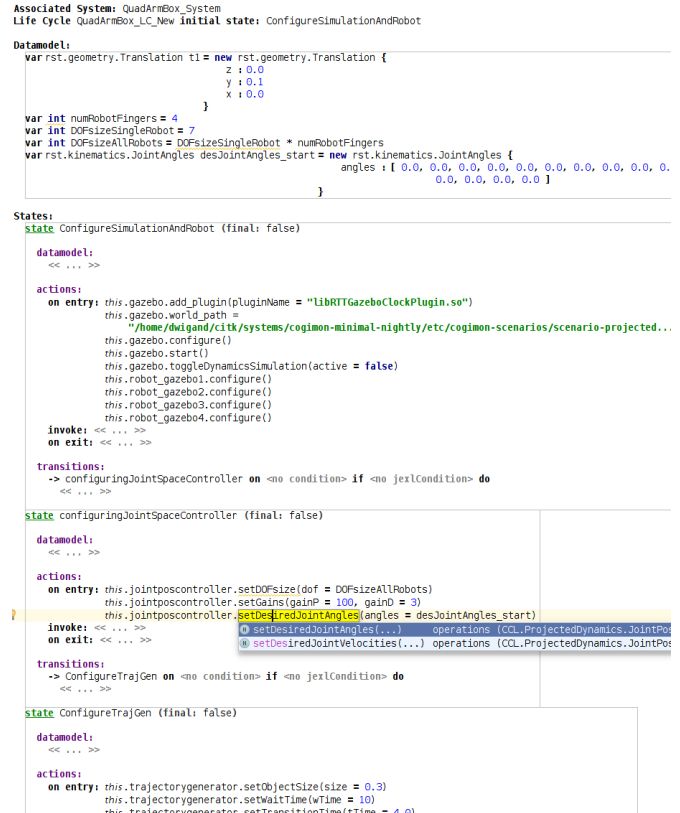 Associated System: QuadArmBox_System
Life Cycle QuadArmBox_LC_New initial state: ConfigureSimulationAndRobot
Datamodel:
var rst.geometry.Translation t1 = new rst.geometry.Translation {
z : 0.0
y : 0.1
x : 0.0
}
var int numRobotFingers = 4
var int DOFsizeSingleRobot = 7
var int DOFsizeAllRobots = DOFsizeSingleRobot * numRobotFingers
var rst.kinematics.JointAngles desJointAngles_start = new rst.kinematics.JointAngles {
angles : [ 0.0, 0.0, 0.0, 0.0, 0.0, 0.0, 0.0, 0.0, 0.0, 0.
0.0, 0.0, 0.0, 0.0 ]
}
States:
state ConfigureSimulationAndRobot (final: false)
datamodel:
<< ... >>
actions:
on entry: this.gazebo.add_plugin(pluginName = "libRTTGazeboClockPlugin.so")
this.gazebo.world_path =
"/home/dwigand/citk/systems/cogimon-minimal-nightly/etc/cogimon-scenarios/scenario-projected...
this.gazebo.configure()
this.gazebo.start()
this.gazebo.toggleDynamicsSimulation(active = false)
this.robot_gazebo1.configure()
this.robot_gazebo2.configure()
this.robot_gazebo3.configure()
this.robot_gazebo4.configure()
invoke: << ... >>
on exit: << ... >>
transitions:
-> configuringJointSpaceController on <no condition> if <no jexlCondition> do
<< ... >>
state configuringJointSpaceController (final: false)
datamodel:
<< ... >>
actions:
on entry: this.jointposcontroller.setDOFsize(dof = DOFsizeAllRobots)
this.jointposcontroller.setGains(gainP = 100, gainD = 3)
this.jointposcontroller.setDesiredJointAngles(angles = desJointAngles_start)
invoke: << ... >>
setDesiredJointAngles(...) operations (CCL.ProjectedDynamics.JointPos
on exit: << ... >>
setDesiredJointVelocities(...) operations (CCL.ProjectedDynamics.JointPos
transitions:
-> ConfigureTrajGen on <no condition> if <no jexlCondition> do
<< ... >>
state ConfigureTrajGen (final: false)
datamodel:
<< ... >>
actions:
on entry: this.trajectorygenerator.setObjectSize(size = 0.3)
this.trajectorygenerator.setWaitTime(wTime = 10)
this.trajectorygenerator.setTransitionTime(tTime = 4.0)